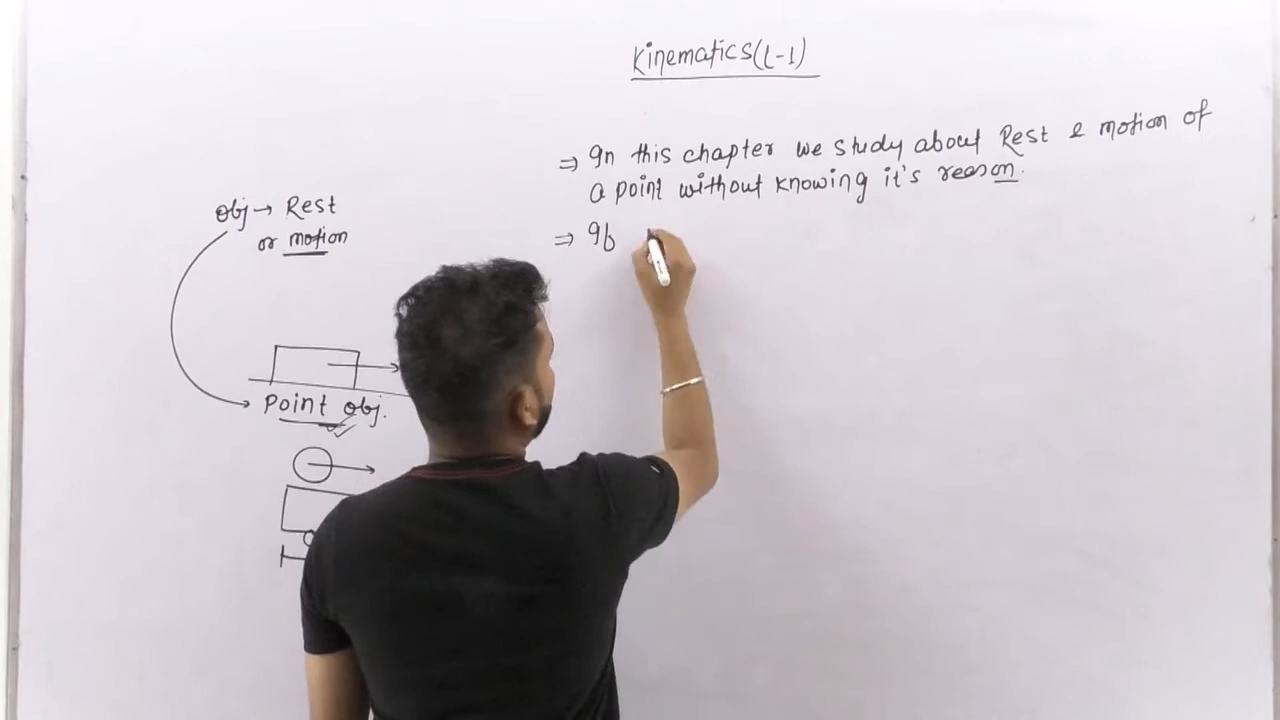 Kinematics(L-1)
⇒ In this chapter we study about Rest & motion of
a point without knowing it's reason.
⇒ If
Obj → Rest
or motion
Point obj.